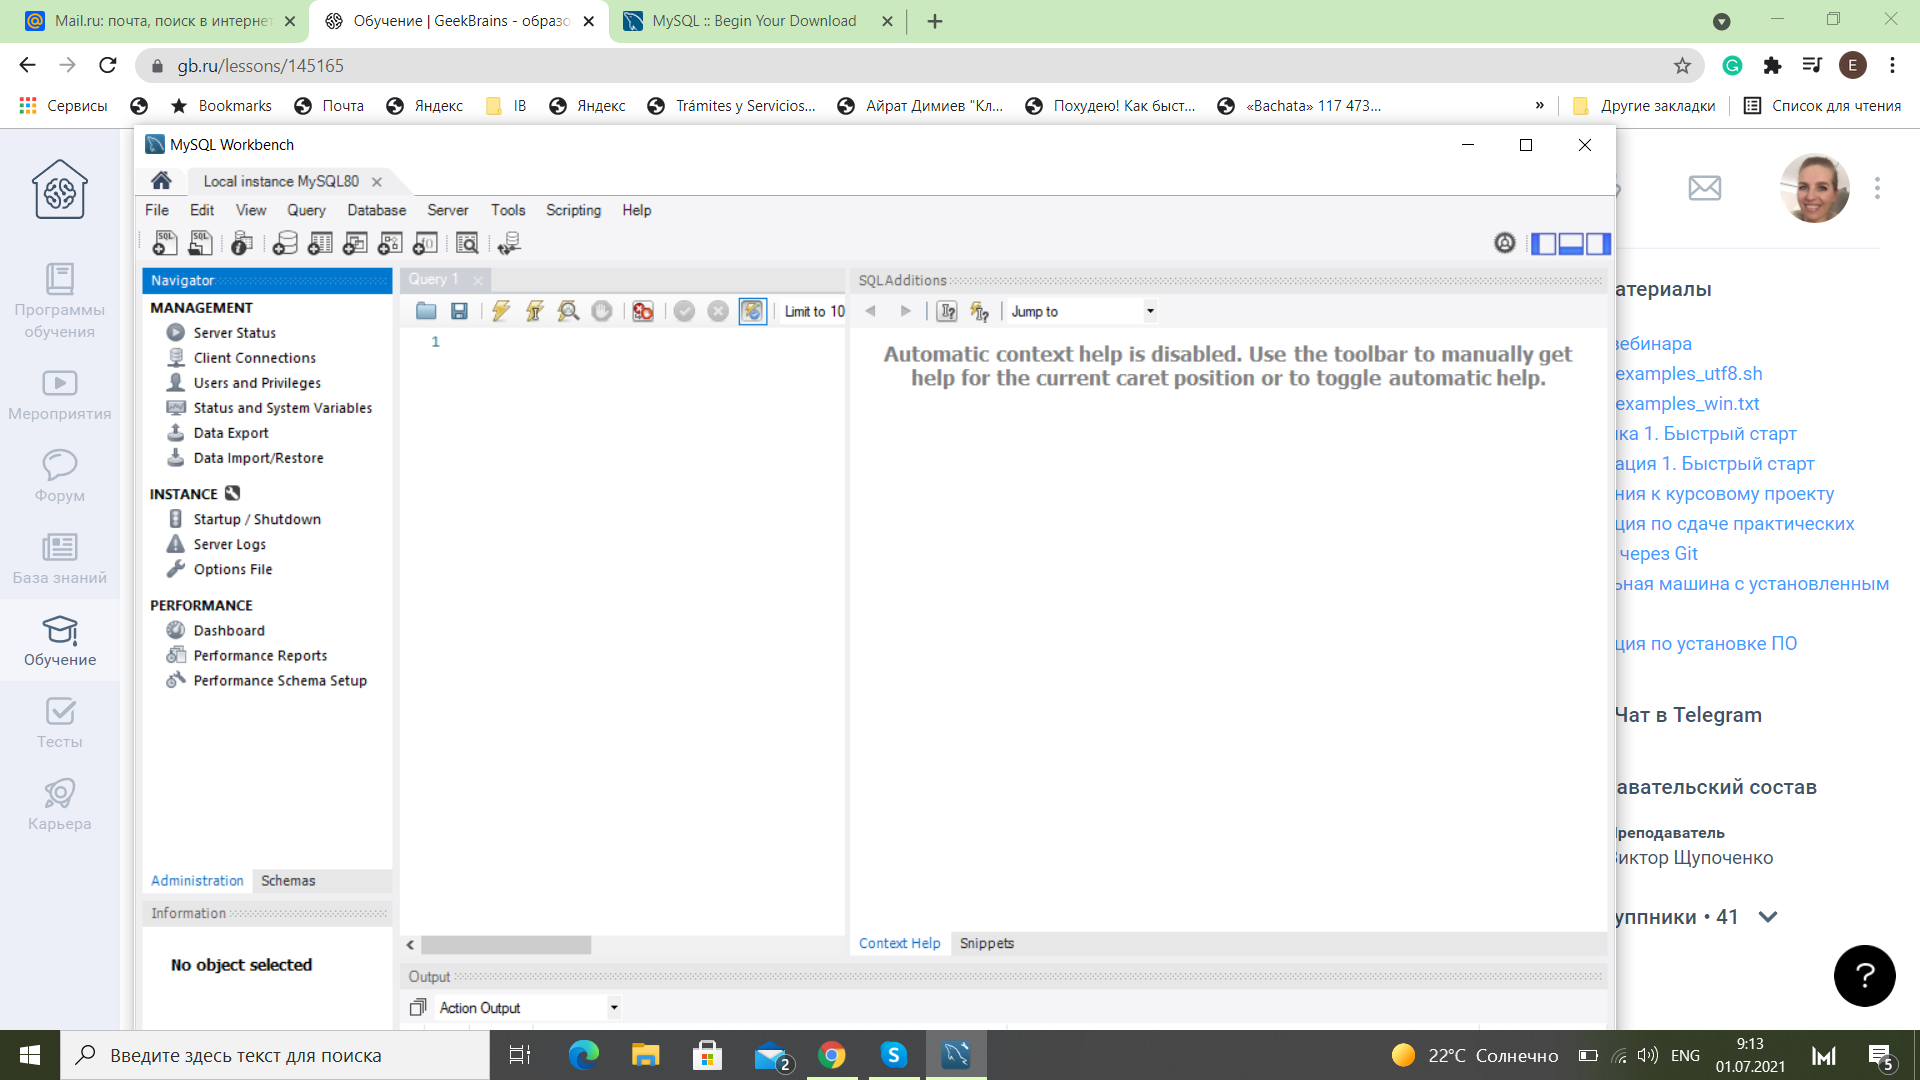 Mail.ru: почта, поиск в интернет
Обучение | GeekBrains - образо
MySQL :: Begin Your Download
gb.ru/lessons/145165
E
Сервисы
Bookmarks
Почта
Яндекс
IB
Яндекс
Trámites y Servicios...
Айрат Димиев "Кл...
Похудею! Как быст...
«Bachata» 117 473...
»
Другие закладки
Список для чтения
MySQL Workbench
Local instance MySQL80
File Edit View Query Database Server Tools Scripting Help
Navigator
MANAGEMENT
Server Status
Client Connections
Users and Privileges
Status and System Variables
Data Export
Data Import/Restore
INSTANCE
Startup / Shutdown
Server Logs
Options File
PERFORMANCE
Dashboard
Performance Reports
Performance Schema Setup
Administration
Schemas
Information
No object selected
Query 1
Limit to 10
1
SQLAdditions
Jump to
Automatic context help is disabled. Use the toolbar to manually get
help for the current caret position or to toggle automatic help.
Context Help
Snippets
Output
Action Output
Программы
обучения
Мероприятия
Форум
База знаний
Обучение
Тесты
Карьера
атериалы
вебинара
examples_utf8.sh
examples_win.txt
ка 1. Быстрый старт
ация 1. Быстрый старт
ния к курсовому проекту
ция по сдаче практических
через Git
ьная машина с установленным
ция по установке ПО
Чат в Telegram
авательский состав
Преподаватель
Виктор Щупоченко
уппники • 41
?
Введите здесь текст для поиска
2
22°C Солнечно
ENG
9:13
01.07.2021
5